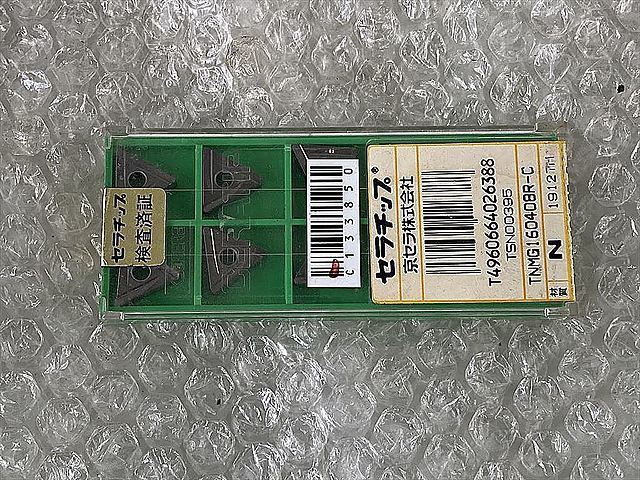 セラチップ
検査済証
C133850
セラチップ®
京セラ株式会社
T4960664026388
TSN00395
TNMG160408R-C
材質
N